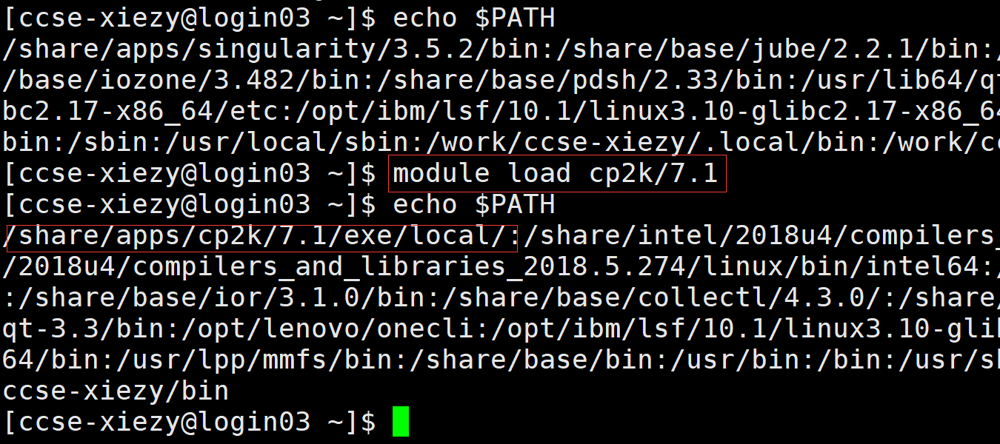 [ccse-xiezy@login03 ~]$ echo $PATH
/share/apps/singularity/3.5.2/bin:/share/base/jube/2.2.1/bin:/
/base/iozone/3.482/bin:/share/base/pdsh/2.33/bin:/usr/lib64/qt
bc2.17-x86_64/etc:/opt/ibm/lsf/10.1/linux3.10-glibc2.17-x86_64
bin:/sbin:/usr/local/sbin:/work/ccse-xiezy/.local/bin:/work/cc
[ccse-xiezy@login03 ~]$ module load cp2k/7.1
[ccse-xiezy@login03 ~]$ echo $PATH
/share/apps/cp2k/7.1/exe/local/:/share/intel/2018u4/compilers_
/2018u4/compilers_and_libraries_2018.5.274/linux/bin/intel64:/
:/share/base/ior/3.1.0/bin:/share/base/collectl/4.3.0/:/share/
qt-3.3/bin:/opt/lenovo/onecli:/opt/ibm/lsf/10.1/linux3.10-glib
64/bin:/usr/lpp/mmfs/bin:/share/base/bin:/usr/bin:/bin:/usr/sb
ccse-xiezy/bin
[ccse-xiezy@login03 ~]$